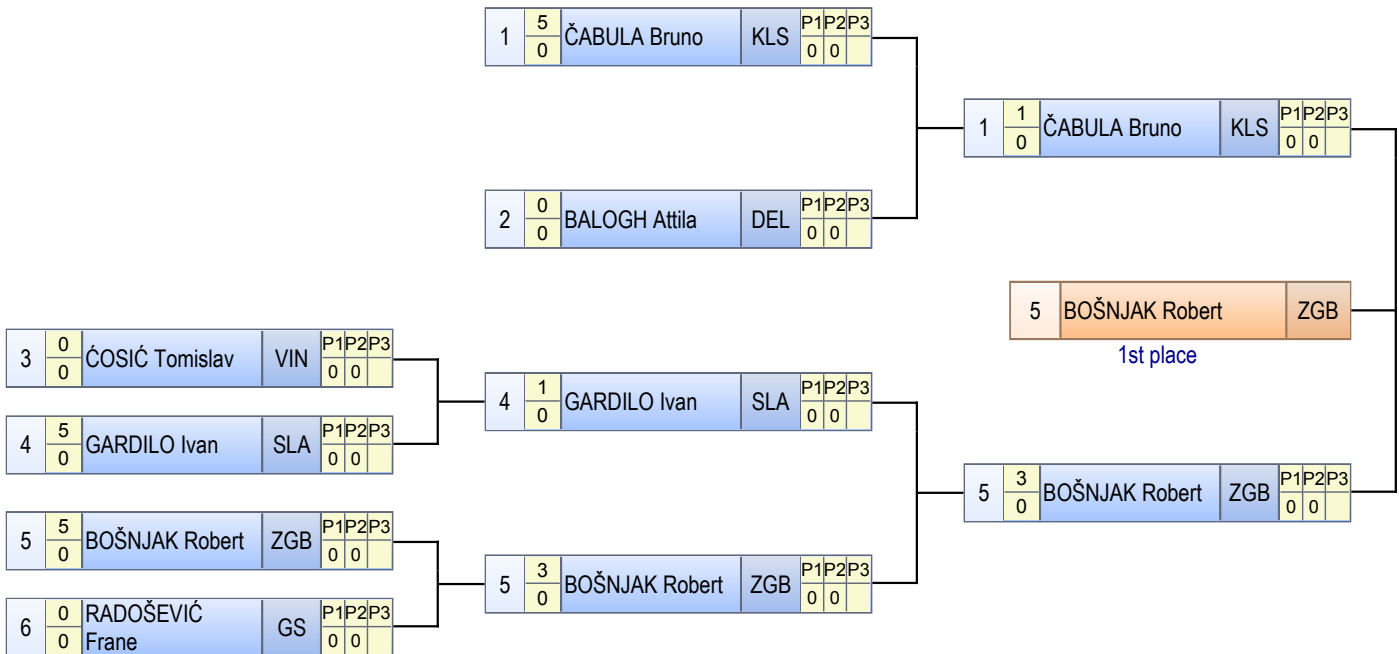 1 5 ČABULA Bruno KLS P1 P2 P3
0 0 0
1 1 ČABULA Bruno KLS P1 P2 P3
0 0 0
2 0 BALOGH Attila DEL P1 P2 P3
0 0 0
5 BOŠNJAK Robert ZGB
1st place
3 0 ĆOSIĆ Tomislav VIN P1 P2 P3
0 0 0
4 1 GARDILO Ivan SLA P1 P2 P3
0 0 0
4 5 GARDILO Ivan SLA P1 P2 P3
0 0 0
5 3 BOŠNJAK Robert ZGB P1 P2 P3
0 0 0
5 5 BOŠNJAK Robert ZGB P1 P2 P3
0 0 0
5 3 BOŠNJAK Robert ZGB P1 P2 P3
0 0 0
6 0 RADOŠEVIĆ GS P1 P2 P3
0 Frane 0 0